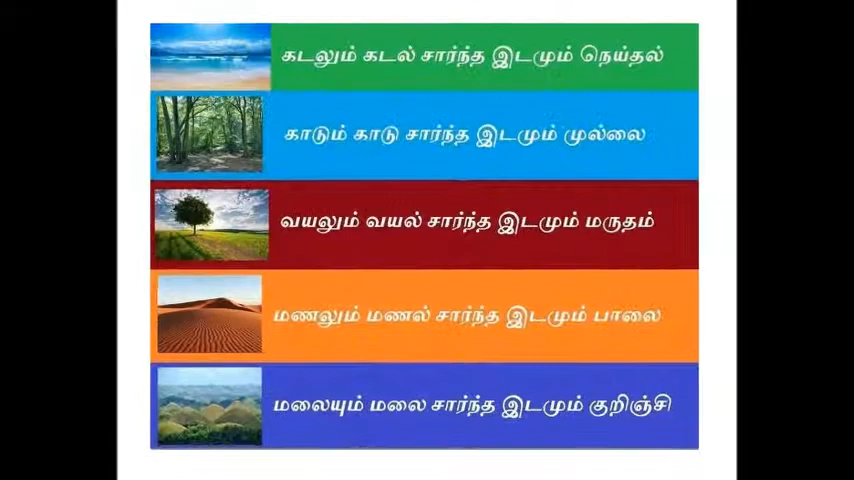 கடலும் கடல் சார்ந்த இடமும் நெய்தல்
காடும் காடு சார்ந்த இடமும் முல்லை
வயலும் வயல் சார்ந்த இடமும் மருதம்
மணலும் மணல் சார்ந்த இடமும் பாலை
மலையும் மலை சார்ந்த இடமும் குறிஞ்சி